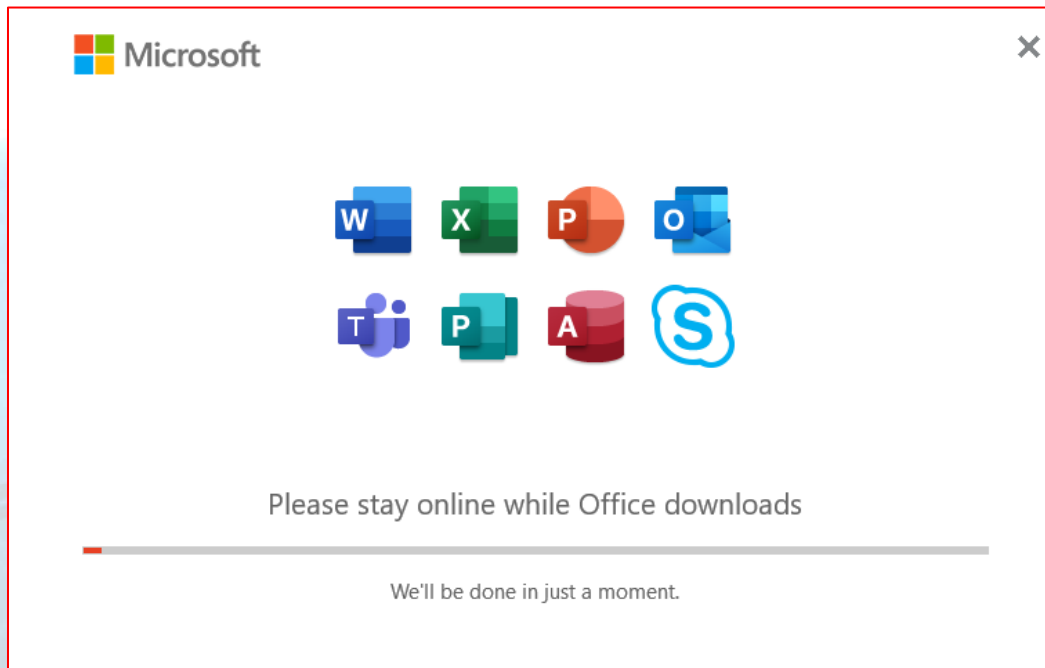 Microsoft
W X P O
T P A S
Please stay online while Office downloads
We'll be done in just a moment.